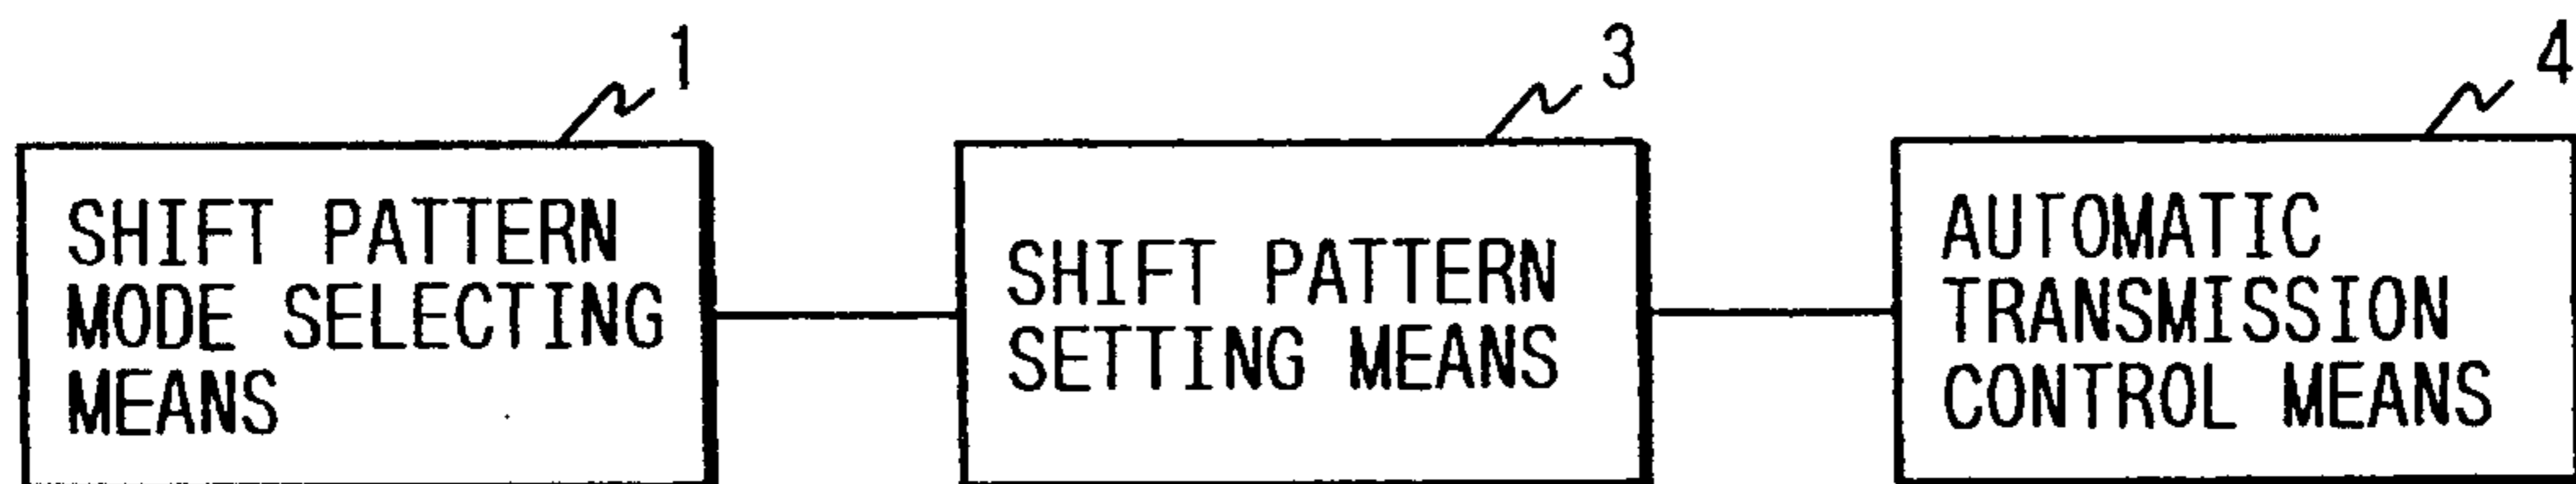 1
3
4
SHIFT PATTERN
MODE SELECTING
MEANS
SHIFT PATTERN
SETTING MEANS
AUTOMATIC
TRANSMISSION
CONTROL MEANS